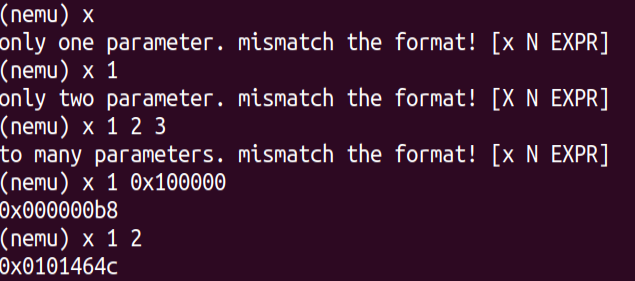 (nemu) x
only one parameter. mismatch the format! [x N EXPR]
(nemu) x 1
only two parameter. mismatch the format! [X N EXPR]
(nemu) x 1 2 3
to many parameters. mismatch the format! [x N EXPR]
(nemu) x 1 0x100000
0x000000b8
(nemu) x 1 2
0x0101464c